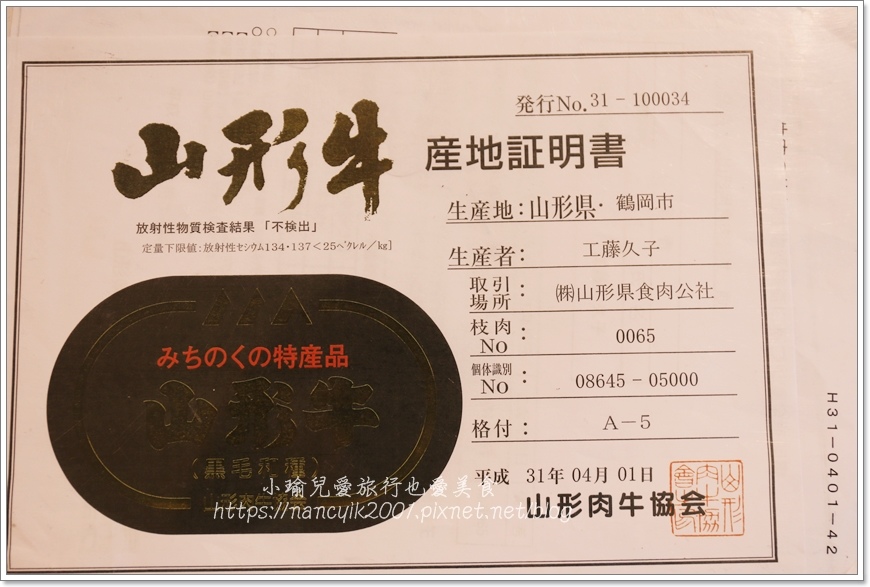 発行No.31-100034
山形牛
産地証明書
放射性物質検査結果「不検出」
定量下限値:放射性セシウム134・137<25ベクレル/kg]
生産地:山形県・鶴岡市
生産者: 工藤久子
取引場所: ㈱山形県食肉公社
枝肉No: 0065
個体識別No: 08645-05000
格付: A-5
平成 31年04月01日
山形肉牛協会
みちのくの特産品
山形牛
(黒毛和種)
H31-0401-42
小瑜兒愛旅行也愛美食
https://nancyik2001.pixnet.net/blog